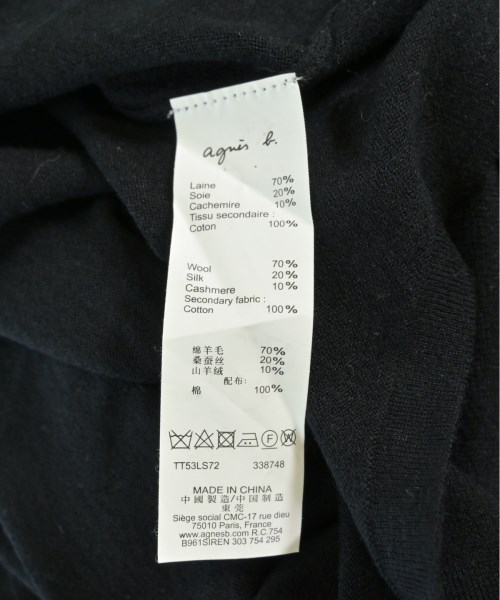 agnès b.
Laine 70%
Soie 20%
Cachemire 10%
Tissu secondaire :
Coton 100%
Wool 70%
Silk 20%
Cashmere 10%
Secondary fabric :
Cotton 100%
绵羊毛 70%
桑蚕丝 20%
山羊绒 10%
配布:
棉 100%
TT53LS72 338748
MADE IN CHINA
中國製造/中国制造
東莞
Siège social CMC-17 rue dieu
75010 Paris, France
www.agnesb.com R.C.754
B961SIREN 303 754 295